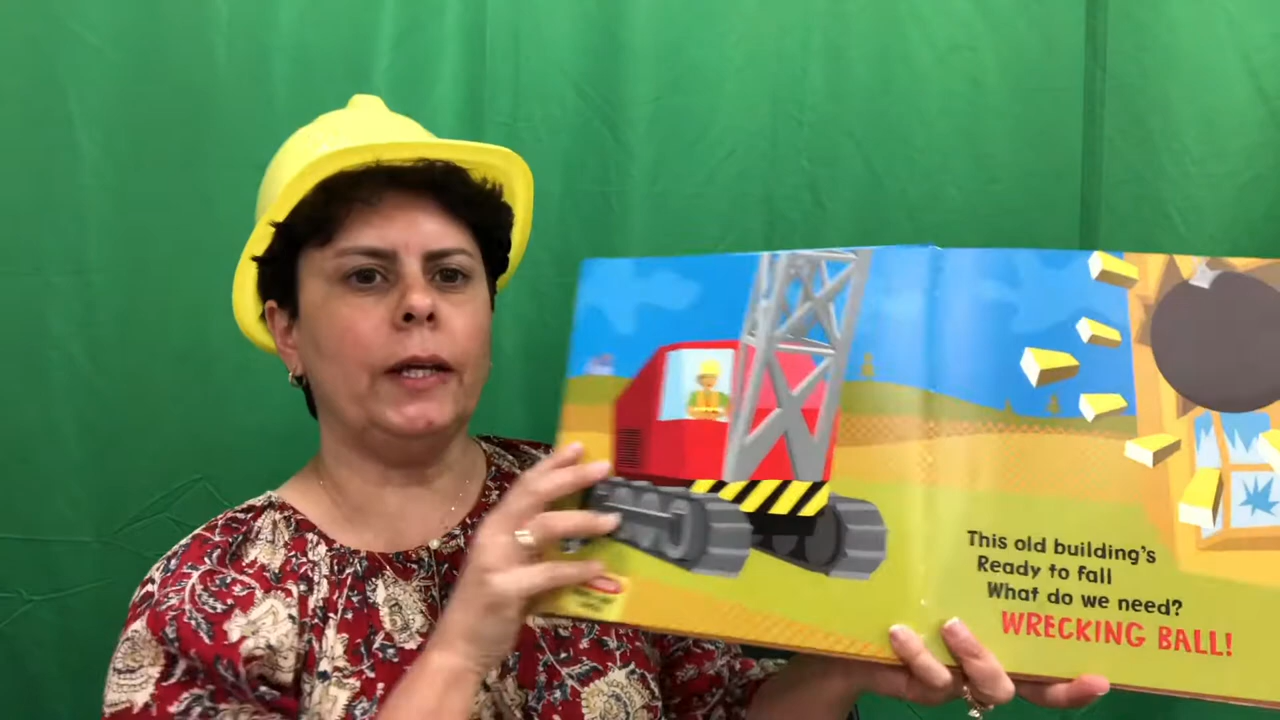 This old building's
Ready to fall
What do we need?
WRECKING BALL!